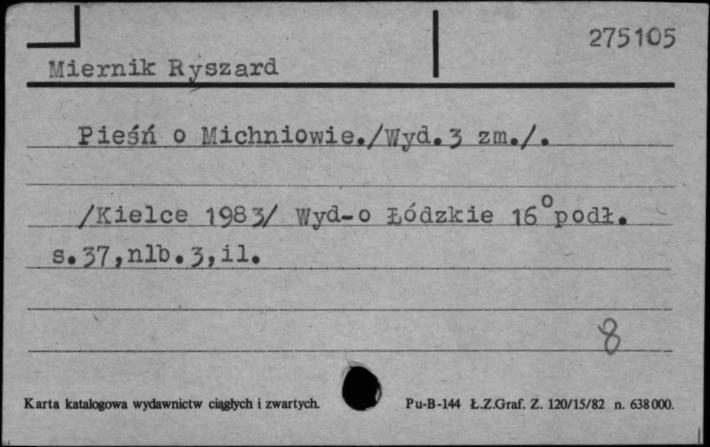 275105
Miernik Ryszard
Pieśń o Michniowie./Wyd.3 zm./.
/Kielce 1983/ Wyd-o Łódzkie 16° podł.
s.37,nlb.3,il.
8
Karta katalogowa wydawnictw ciągłych i zwartych. Pu-B-144 Ł.Z.Graf. Z. 120/15/82 n. 638000.